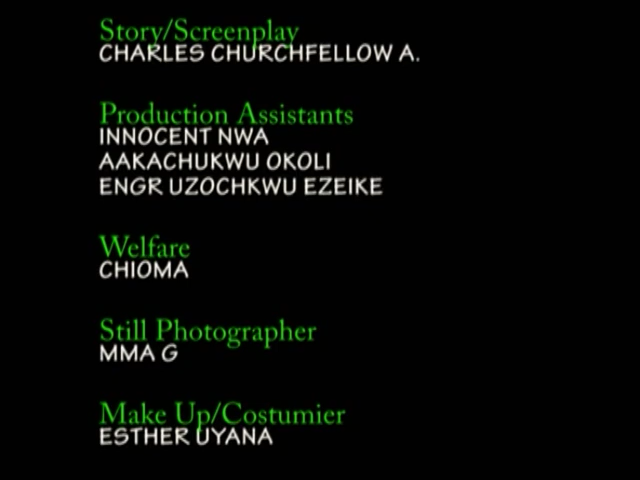 Story/Screenplay
CHARLES CHURCHFELLOW A.
Production Assistants
INNOCENT NWA
AAKACHUKWU OKOLI
ENGR UZOCHKWU EZEIKE
Welfare
CHIOMA
Still Photographer
MMA G
Make Up/Costumier
ESTHER UYANA